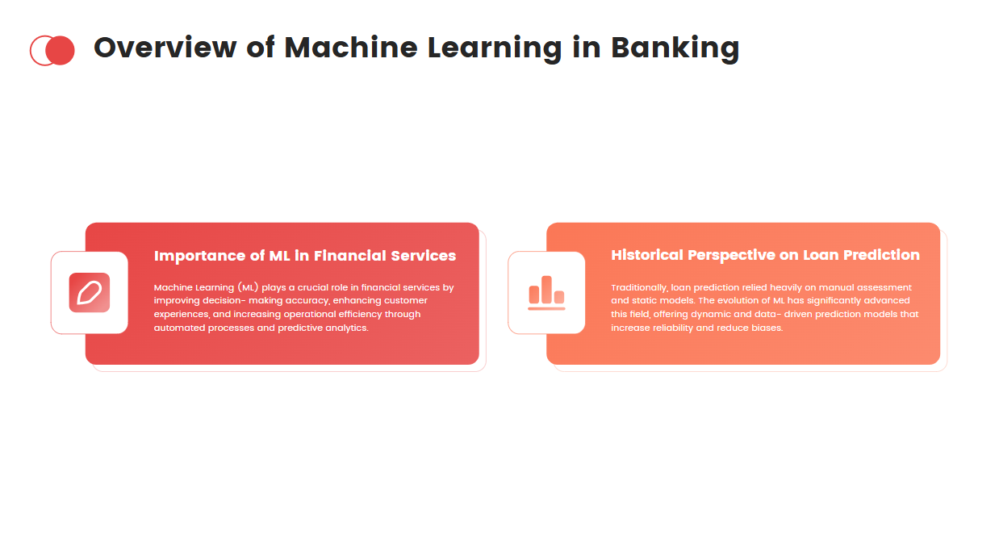 Overview of Machine Learning in Banking
Importance of ML in Financial Services
Machine Learning (ML) plays a crucial role in financial services by
improving decision- making accuracy, enhancing customer
experiences, and increasing operational efficiency through
automated processes and predictive analytics.
Historical Perspective on Loan Prediction
Traditionally, loan prediction relied heavily on manual assessment
and static models. The evolution of ML has significantly advanced
this field, offering dynamic and data- driven prediction models that
increase reliability and reduce biases.